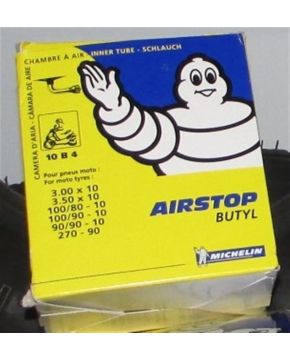 CHAMBRE À AIR - INNER TUBE - SCHLAUCH
CAMERA D'ARIA - CÁMARA DE AIRE
10 B 4
Pour pneus moto :
For moto tyres :
3.00 x 10
3.50 x 10
100/80 - 10
100/90 - 10
90/90 - 10
270 - 90
AIRSTOP
BUTYL
MICHELIN